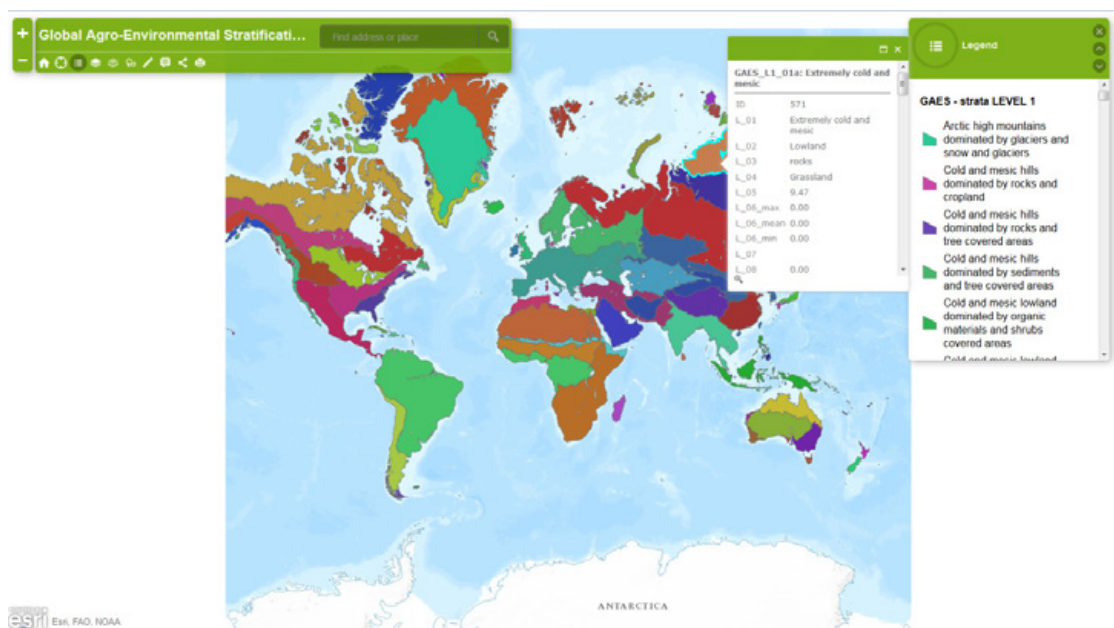 Global Agro-Environmental Stratificati...
Find address or place
GAES_L1_01a: Extremely cold and
mesic
ID 571
L_01 Extremely cold and
mesic
L_02 Lowland
L_03 rocks
L_04 Grassland
L_05 9.47
L_06_max 0.00
L_06_mean 0.00
L_06_min 0.00
L_07
L_08 0.00
Legend
GAES - strata LEVEL 1
Arctic high mountains
dominated by glaciers and
snow and glaciers
Cold and mesic hills
dominated by rocks and
cropland
Cold and mesic hills
dominated by rocks and
tree covered areas
Cold and mesic hills
dominated by sediments
and tree covered areas
Cold and mesic lowland
dominated by organic
materials and shrubs
covered areas
Cold and mesic lowland
ANTARCTICA
esri Esri, FAO, NOAA